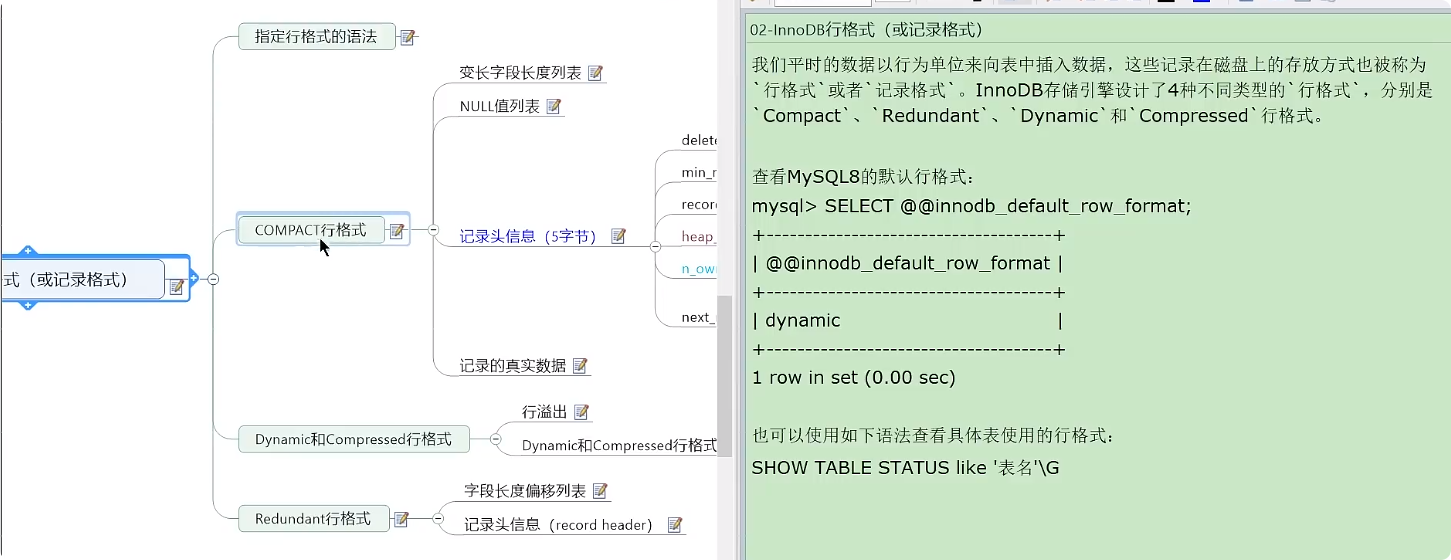 指定行格式的语法
变长字段长度列表
NULL值列表
delete
min_r
record
COMPACT行格式
记录头信息（5字节）
heap_
n_own
next_
式（或记录格式）
记录的真实数据
行溢出
Dynamic和Compressed行格式
Dynamic和Compressed行格式
字段长度偏移列表
Redundant行格式
记录头信息（record header）
02-InnoDB行格式（或记录格式）
我们平时的数据以行为单位来向表中插入数据，这些记录在磁盘上的存放方式也被称为
`行格式`或者`记录格式`。InnoDB存储引擎设计了4种不同类型的`行格式`，分别是
`Compact`、`Redundant`、`Dynamic`和`Compressed`行格式。
查看MySQL8的默认行格式：
mysql> SELECT @@innodb_default_row_format;
+----------------------------------+
| @@innodb_default_row_format |
+----------------------------------+
| dynamic |
+----------------------------------+
1 row in set (0.00 sec)
也可以使用如下语法查看具体表使用的行格式：
SHOW TABLE STATUS like '表名'\G